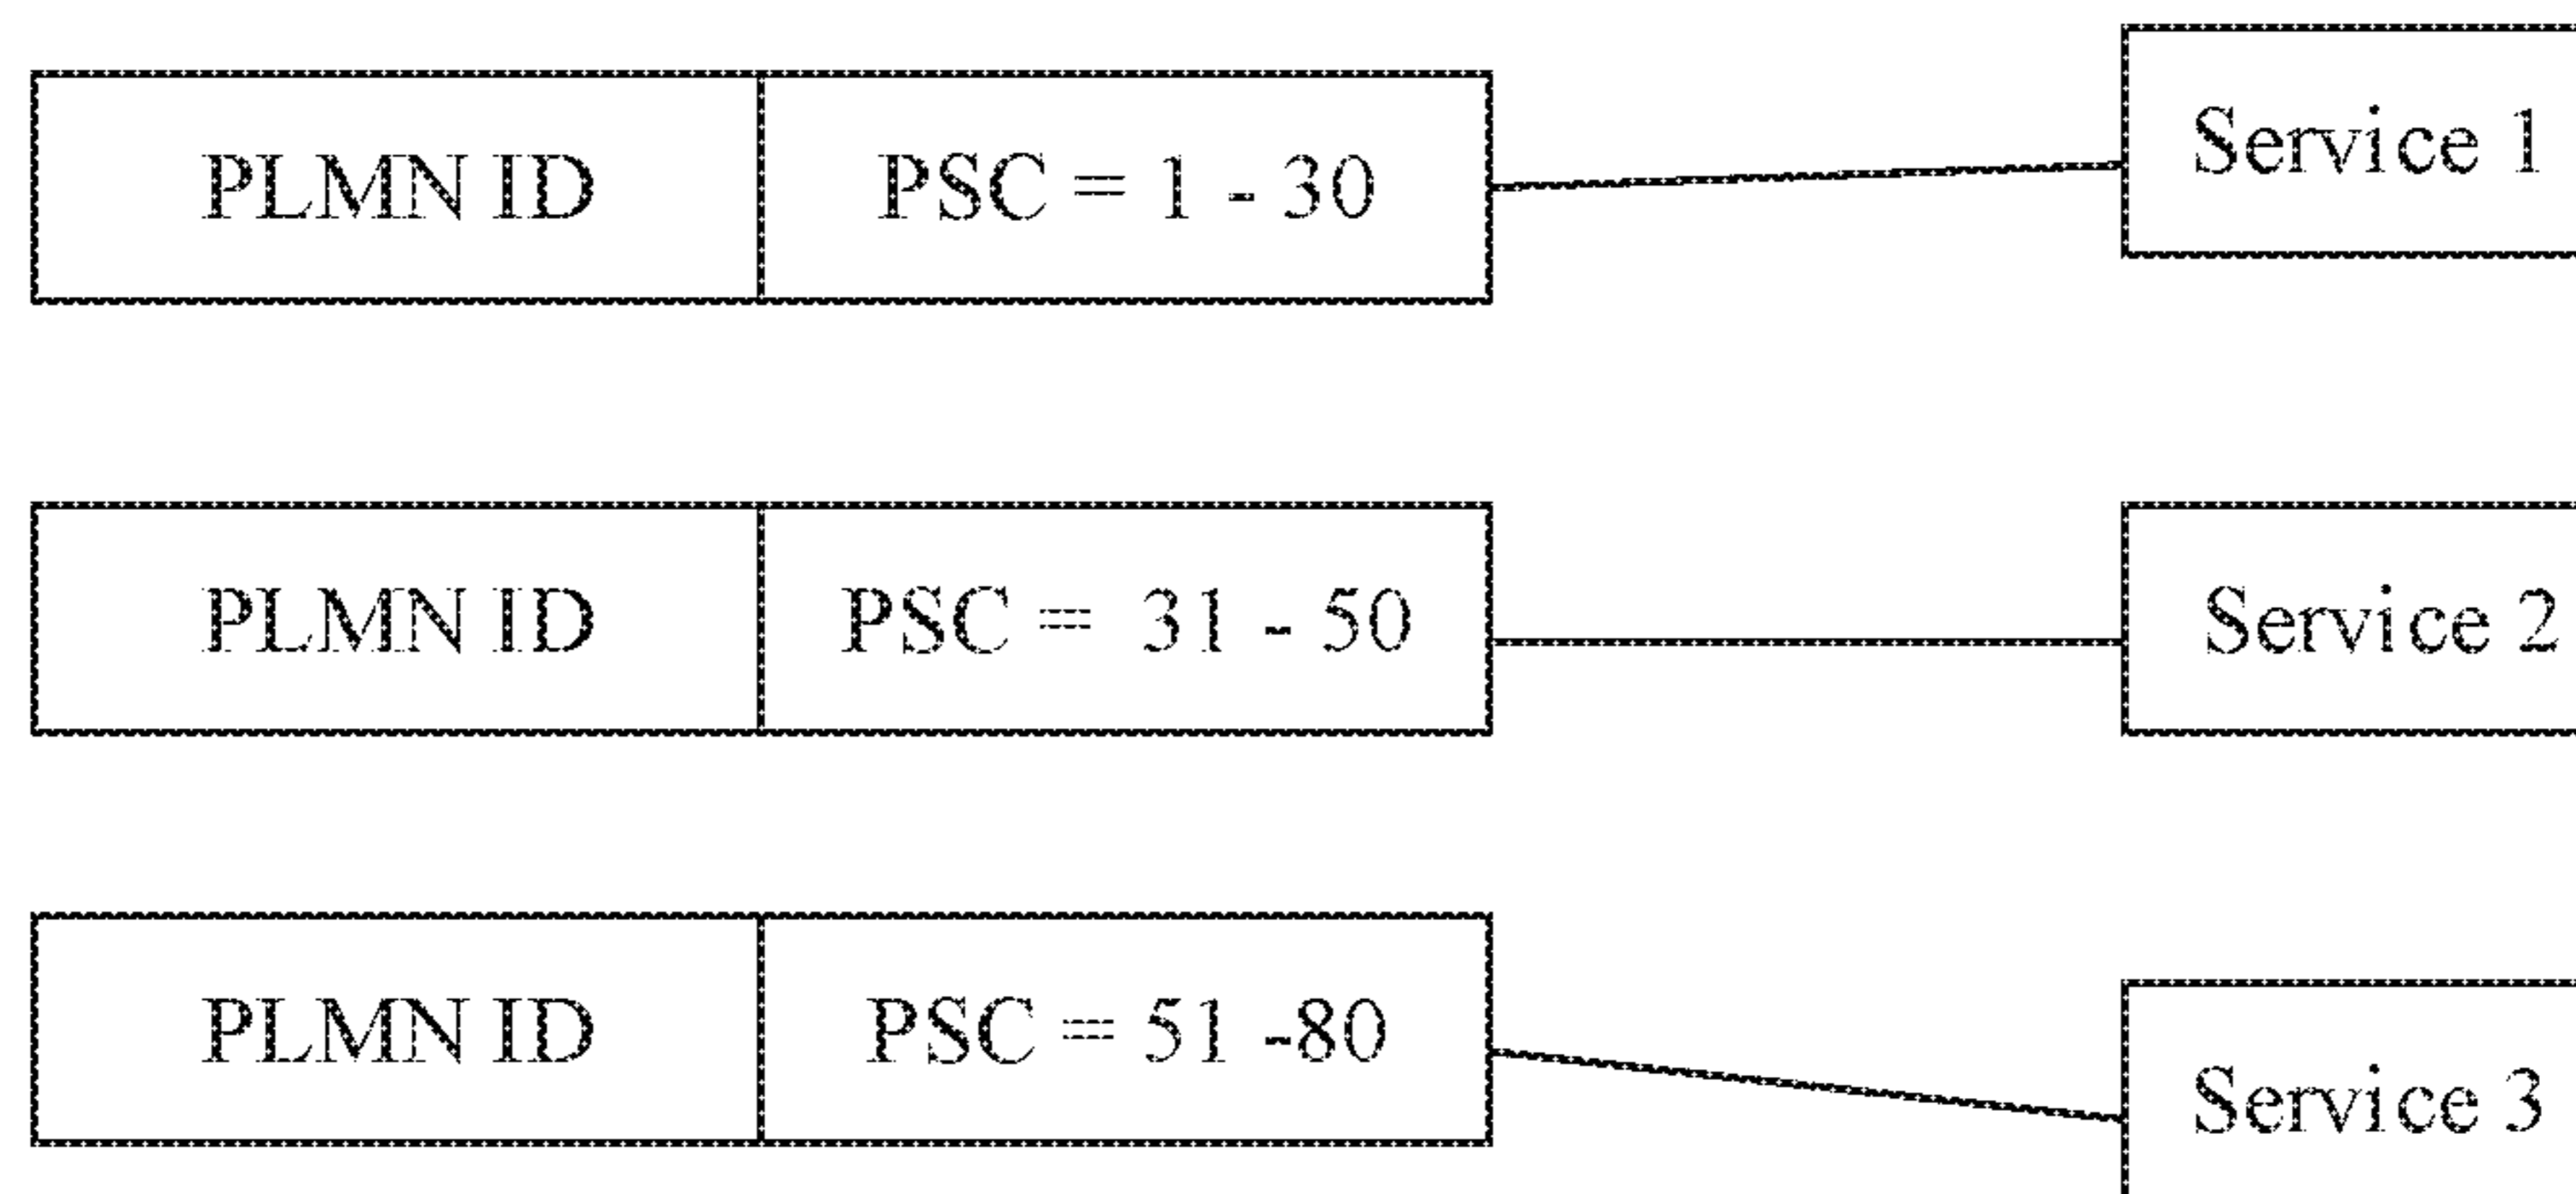 PLMN ID PSC = 1 - 30 Service 1
PLMN ID PSC = 31 - 50 Service 2
PLMN ID PSC = 51 -80 Service 3